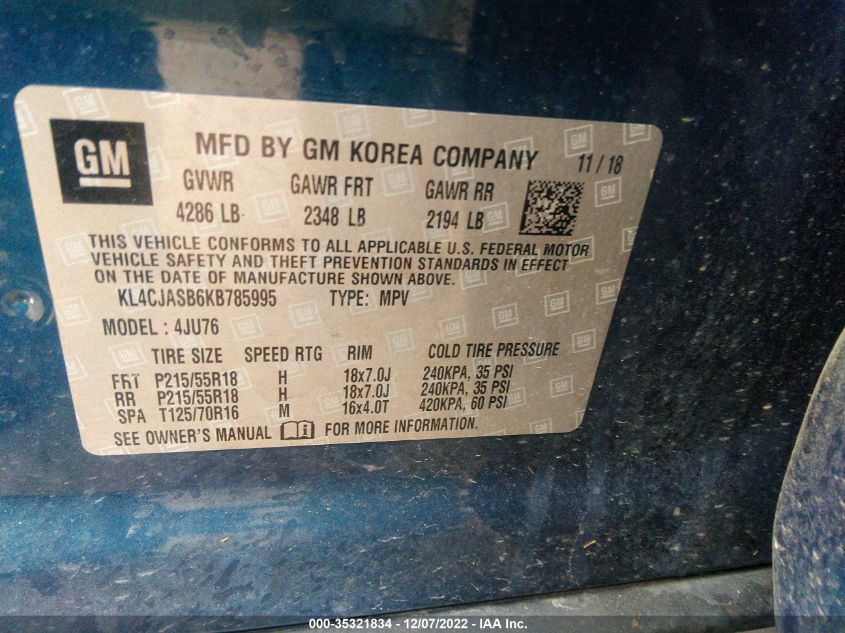 GM
MFD BY GM KOREA COMPANY 11 / 18
GVWR GAWR FRT GAWR RR
4286 LB 2348 LB 2194 LB
THIS VEHICLE CONFORMS TO ALL APPLICABLE U.S. FEDERAL MOTOR
VEHICLE SAFETY AND THEFT PREVENTION STANDARDS IN EFFECT
ON THE DATE OF MANUFACTURE SHOWN ABOVE.
KL4CJASB6KB785995 TYPE: MPV
MODEL : 4JU76
TIRE SIZE SPEED RTG RIM COLD TIRE PRESSURE
FRT P215/55R18 H 18x7.0J 240KPA, 35 PSI
RR P215/55R18 H 18x7.0J 240KPA, 35 PSI
SPA T125/70R16 M 16x4.0T 420KPA, 60 PSI
SEE OWNER'S MANUAL FOR MORE INFORMATION.
000-35321834 - 12/07/2022 - IAA Inc.